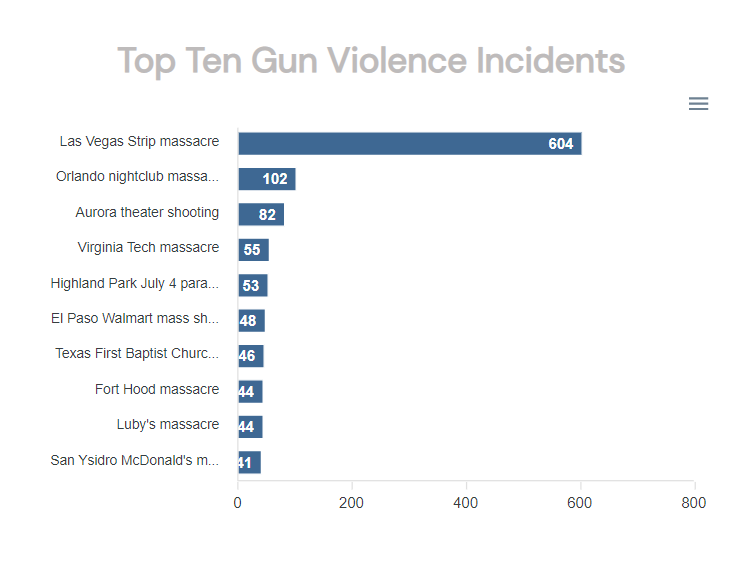 Top Ten Gun Violence Incidents
Las Vegas Strip massacre 604
Orlando nightclub massa... 102
Aurora theater shooting 82
Virginia Tech massacre 55
Highland Park July 4 para... 53
El Paso Walmart mass sh... 48
Texas First Baptist Churc... 46
Fort Hood massacre 44
Luby's massacre 44
San Ysidro McDonald's m... 41
0 200 400 600 800